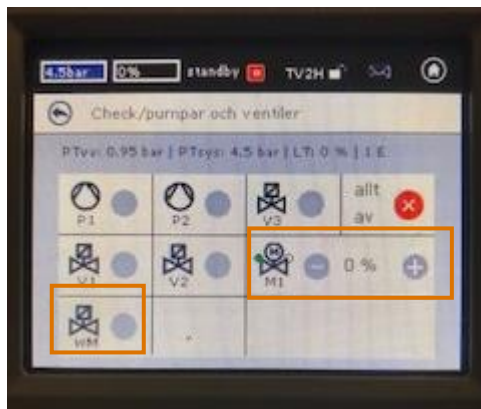 4.5bar 0% standby TV2H
Check/pumpar och ventiler
PTvv: 0.95 bar | PTsys: 4.5 bar | LT: 0 % | 1 E
P1 P2 V3 allt av
V1 V2 M1 0 %
WM